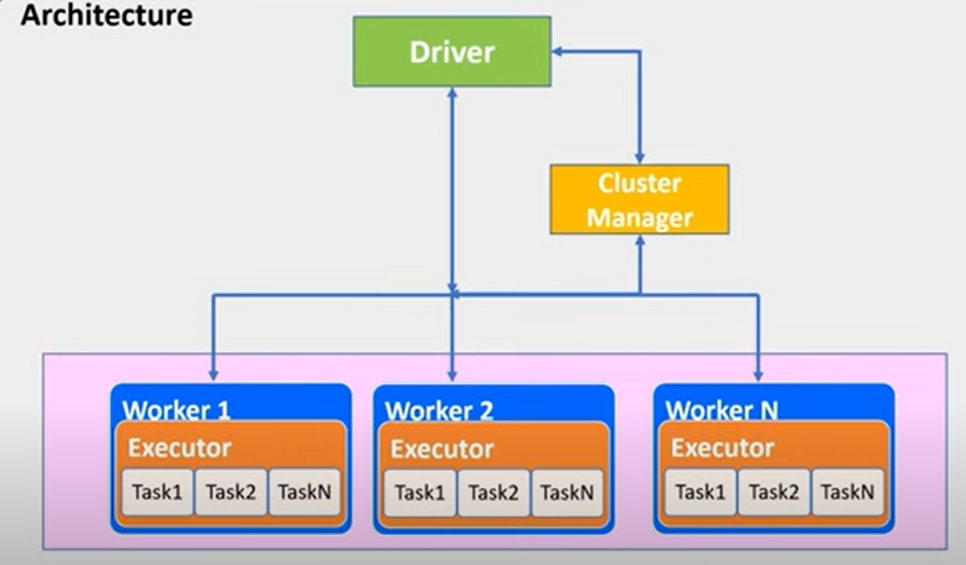 Architecture
Driver
Cluster
Manager
Worker 1
Executor
Task1
Task2
TaskN
Worker 2
Executor
Task1
Task2
TaskN
Worker N
Executor
Task1
Task2
TaskN